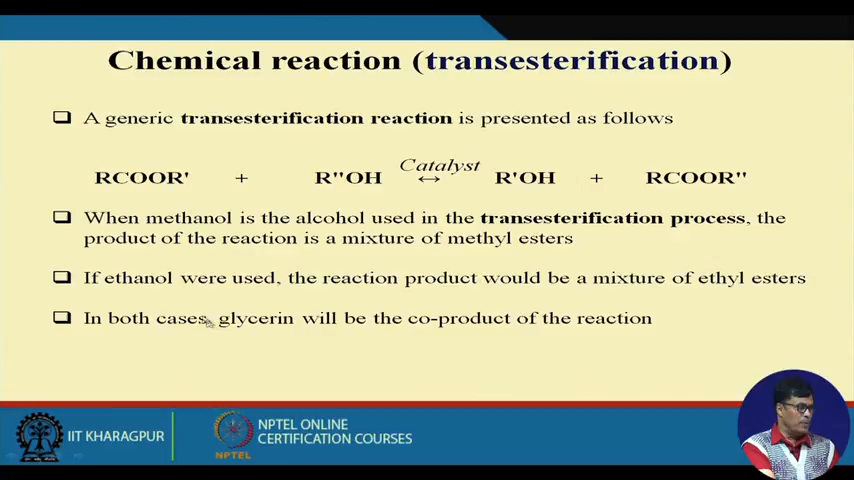 Chemical reaction (transesterification)
❑ A generic transesterification reaction is presented as follows
Catalyst
RCOOR' + R''OH ↔ R'OH + RCOOR''
❑ When methanol is the alcohol used in the transesterification process, the
product of the reaction is a mixture of methyl esters
❑ If ethanol were used, the reaction product would be a mixture of ethyl esters
❑ In both cases, glycerin will be the co-product of the reaction
IIT KHARAGPUR
NPTEL
NPTEL ONLINE
CERTIFICATION COURSES